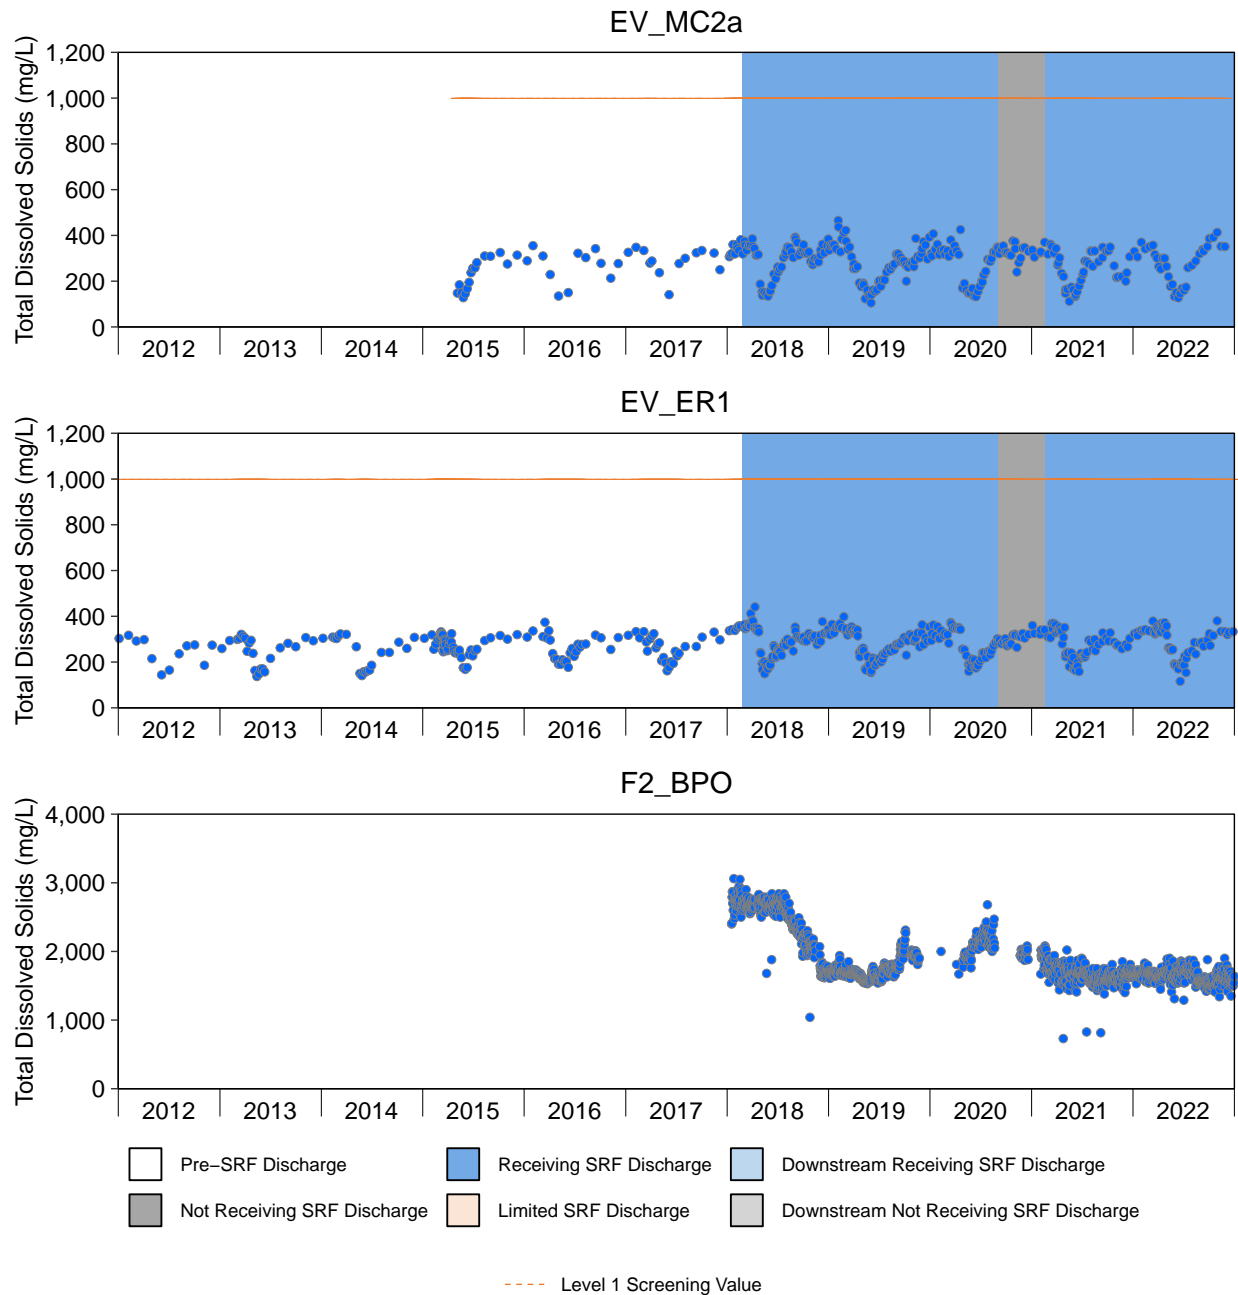 EV_MC2a
Total Dissolved Solids (mg/L)
1,200
1,000
800
600
400
200
0
2012 2013 2014 2015 2016 2017 2018 2019 2020 2021 2022
EV_ER1
Total Dissolved Solids (mg/L)
1,200
1,000
800
600
400
200
0
2012 2013 2014 2015 2016 2017 2018 2019 2020 2021 2022
F2_BPO
Total Dissolved Solids (mg/L)
4,000
3,000
2,000
1,000
0
2012 2013 2014 2015 2016 2017 2018 2019 2020 2021 2022
Pre−SRF Discharge Receiving SRF Discharge Downstream Receiving SRF Discharge
Not Receiving SRF Discharge Limited SRF Discharge Downstream Not Receiving SRF Discharge
Level 1 Screening Value